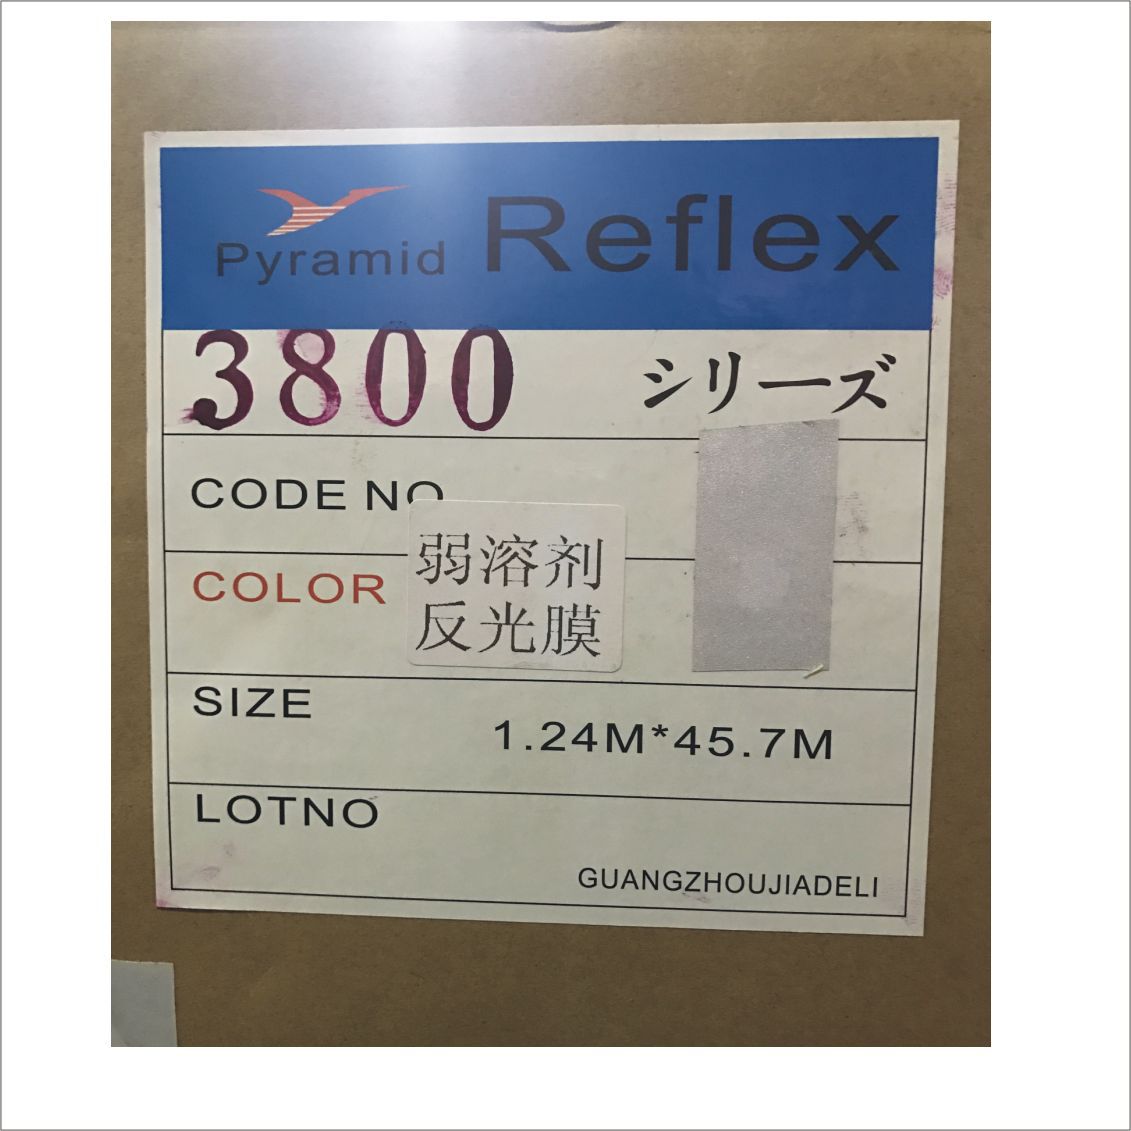 Pyramid Reflex
3800 シリーズ
CODE NO
弱溶剂
反光膜
COLOR
SIZE 1.24M*45.7M
LOTNO
GUANGZHOUJIADELI